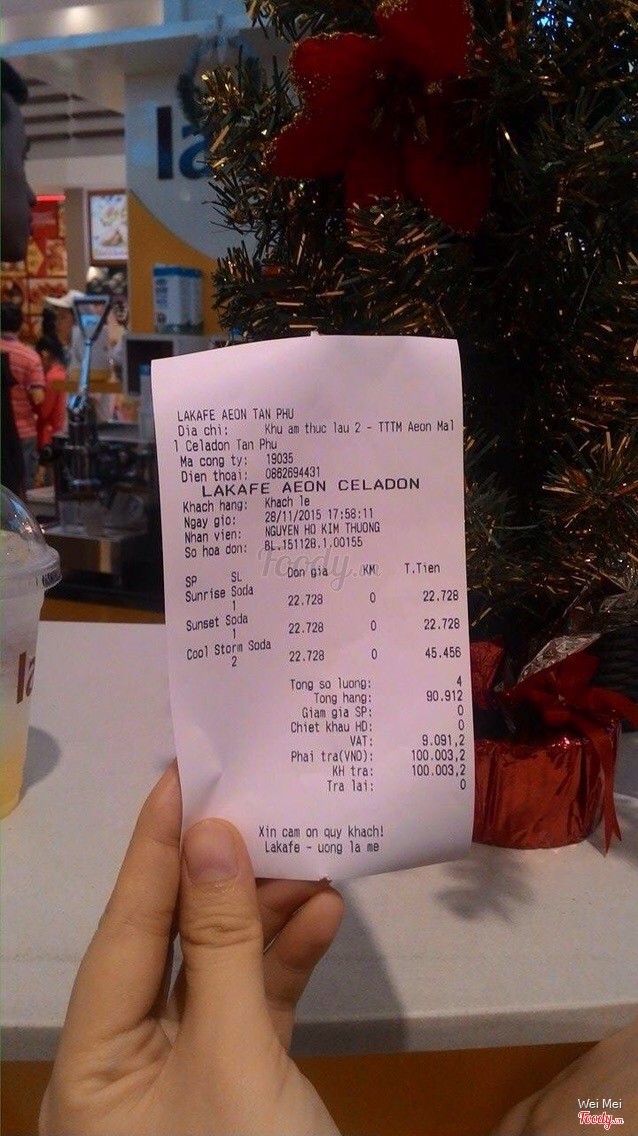 la
LAKAFE AEON TAN PHU
Dia chi: Khu am thuc lau 2 - TTTM Aeon Mal
l Celadon Tan Phu
Ma cong ty: 19035
Dien thoai: 0862694431
LAKAFE AEON CELADON
Khach hang: Khach le
Ngay gio: 28/11/2015 17:58:11
Nhan vien: NGUYEN HO KIM THUONG
So hoa don: BL.151128.1.00155
Foody.vn
SP SL Don gia KM T.Tien
Sunrise Soda
1 22.728 0 22.728
Sunset Soda
1 22.728 0 22.728
Cool Storm Soda
2 22.728 0 45.456
Tong so luong: 4
Tong hang: 90.912
Giam gia SP: 0
Chiet khau HD: 0
VAT: 9.091,2
Phai tra(VND): 100.003,2
KH tra: 100.003,2
Tra lai: 0
Xin cam on quy khach!
Lakafe - uong la me
la
Wei Mei
Foody.vn